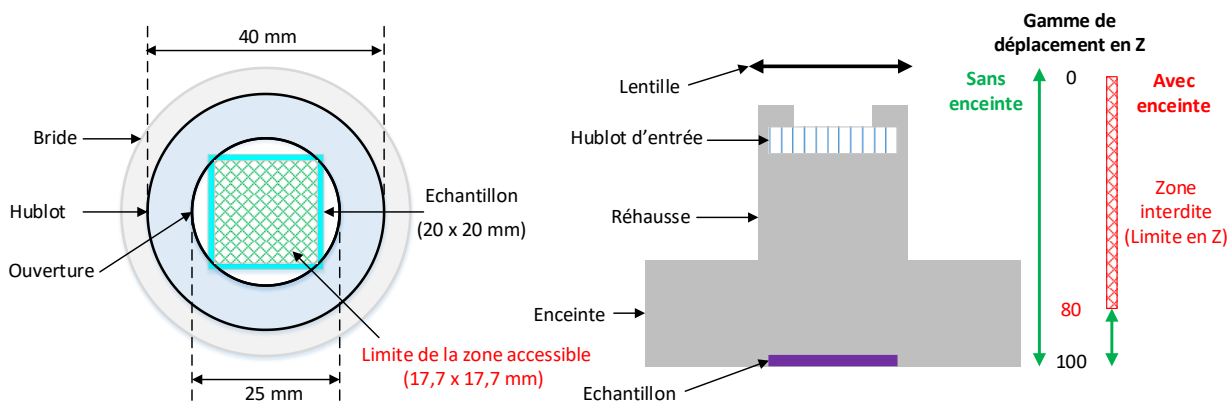 40 mm
Bride
Hublot
Ouverture
Echantillon
(20 x 20 mm)
Limite de la zone accessible
(17,7 x 17,7 mm)
25 mm
Lentille
Hublot d’entrée
Réhausse
Enceinte
Echantillon
Gamme de
déplacement en Z
Sans
enceinte
0
80
100
Avec
enceinte
Zone
interdite
(Limite en Z)